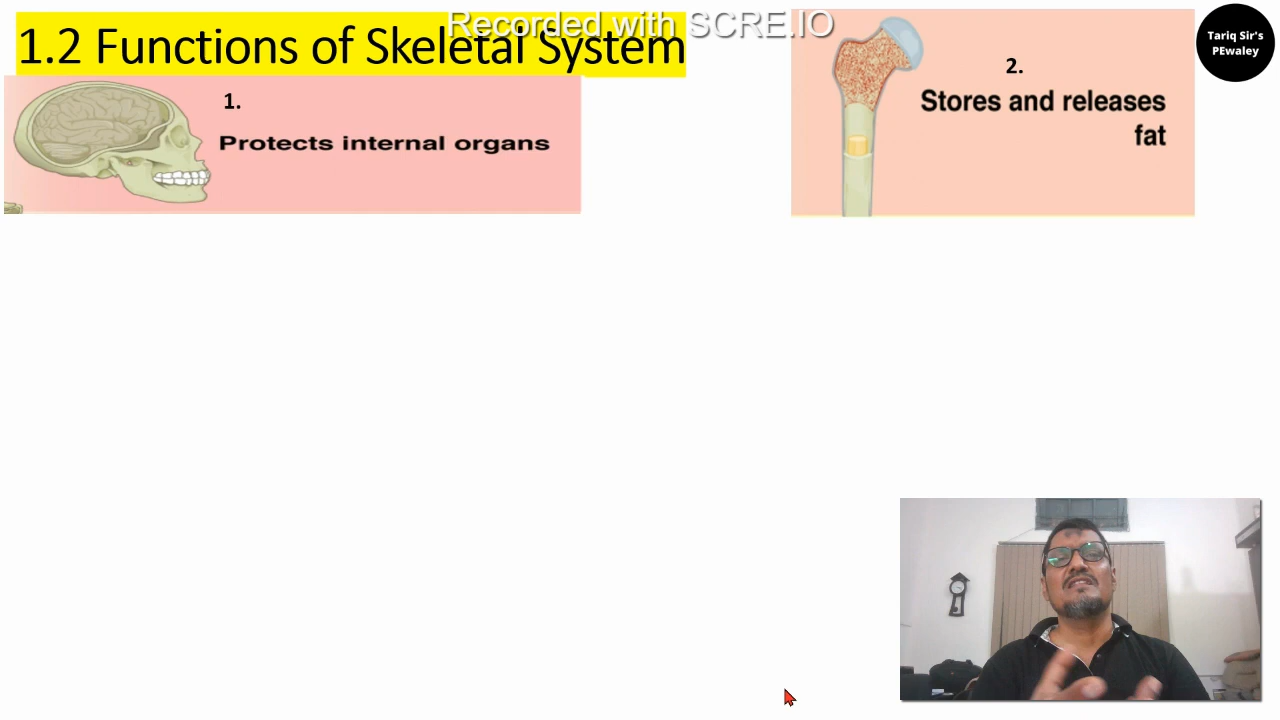 Recorded with SCRE.IO
1.2 Functions of Skeletal System
1.
Protects internal organs
2.
Stores and releases
fat
Tariq Sir's
PEwaley